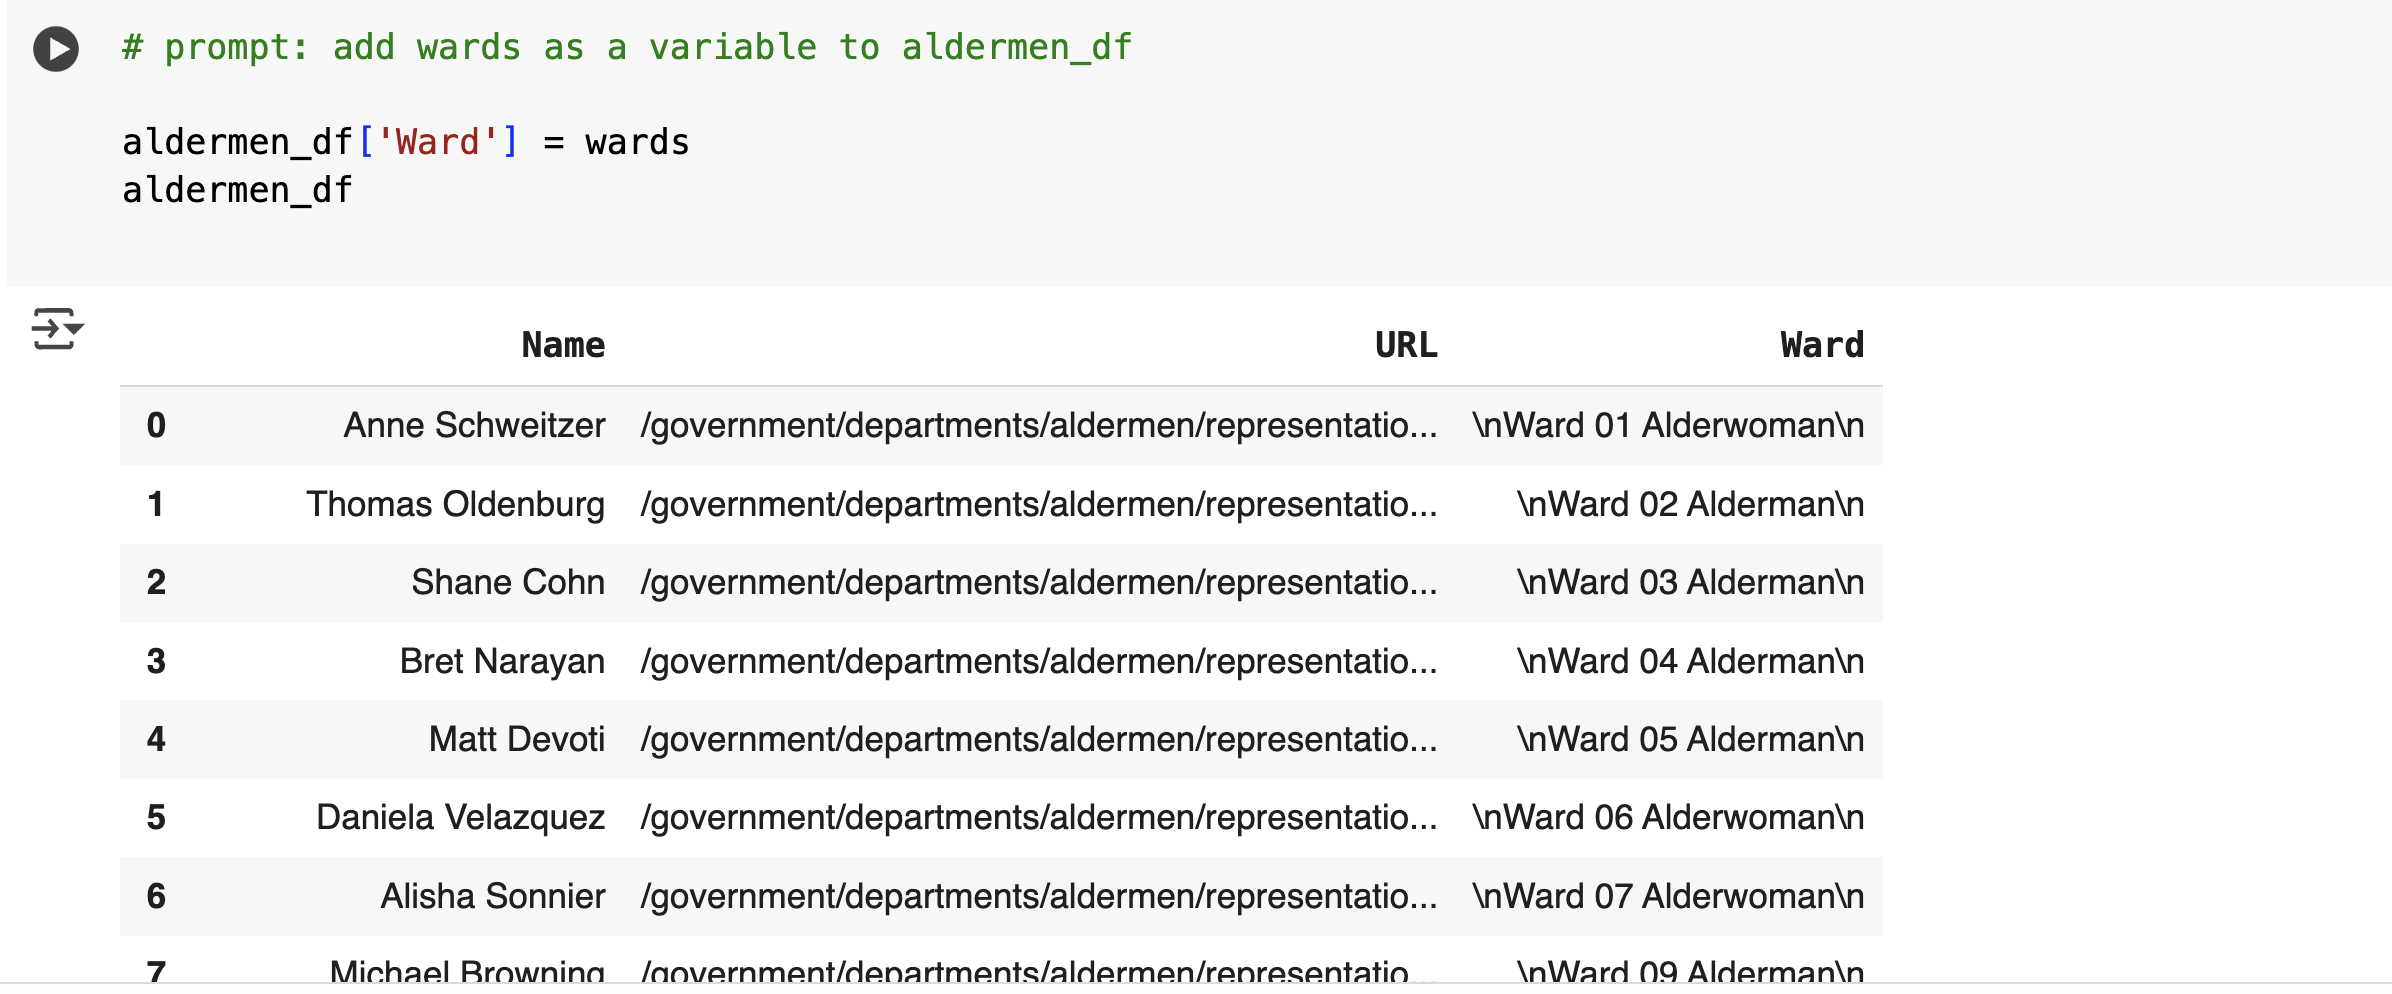 # prompt: add wards as a variable to aldermen_df
aldermen_df['Ward'] = wards
aldermen_df
Name URL Ward
0 Anne Schweitzer /government/departments/aldermen/representatio... \nWard 01 Alderwoman\n
1 Thomas Oldenburg /government/departments/aldermen/representatio... \nWard 02 Alderman\n
2 Shane Cohn /government/departments/aldermen/representatio... \nWard 03 Alderman\n
3 Bret Narayan /government/departments/aldermen/representatio... \nWard 04 Alderman\n
4 Matt Devoti /government/departments/aldermen/representatio... \nWard 05 Alderman\n
5 Daniela Velazquez /government/departments/aldermen/representatio... \nWard 06 Alderwoman\n
6 Alisha Sonnier /government/departments/aldermen/representatio... \nWard 07 Alderwoman\n
7 Michael Browning /government/departments/aldermen/representatio... \nWard 09 Alderman\n